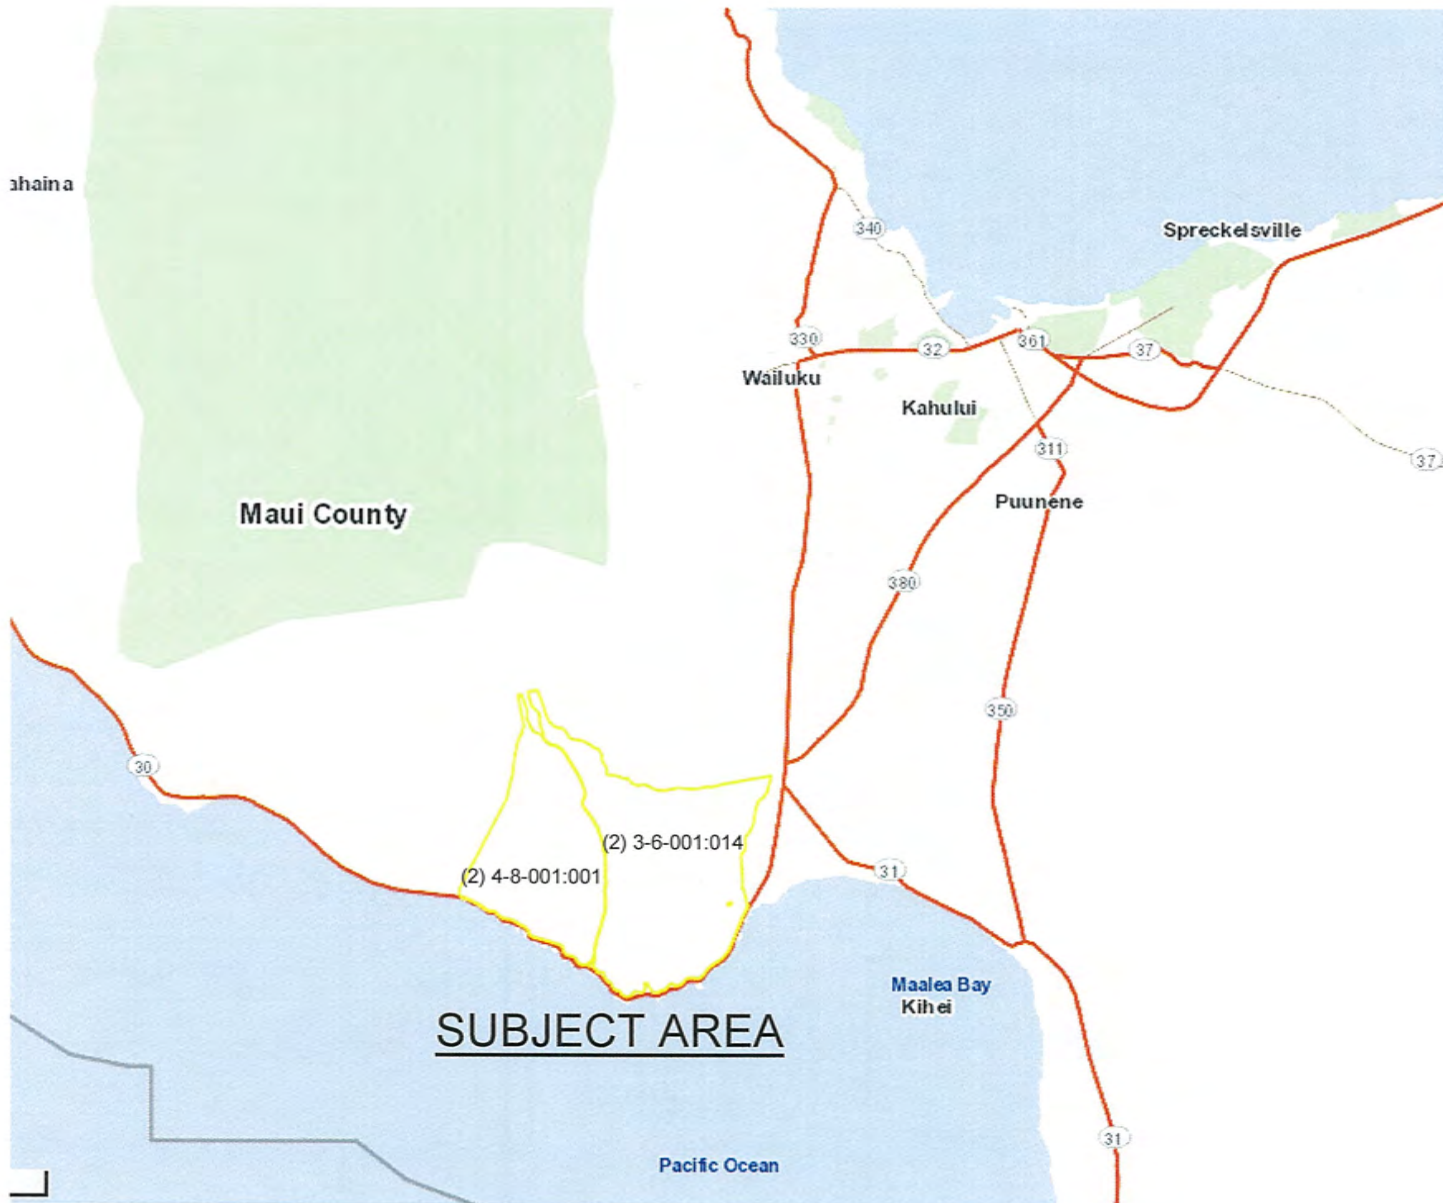 ahaina
340
Spreckelsville
330
32
361
37
Wailuku
Kahului
311
37
Puunene
Maui County
380
350
30
(2) 3-6-001:014
(2) 4-8-001:001
31
Maalea Bay
Kihei
SUBJECT AREA
31
Pacific Ocean